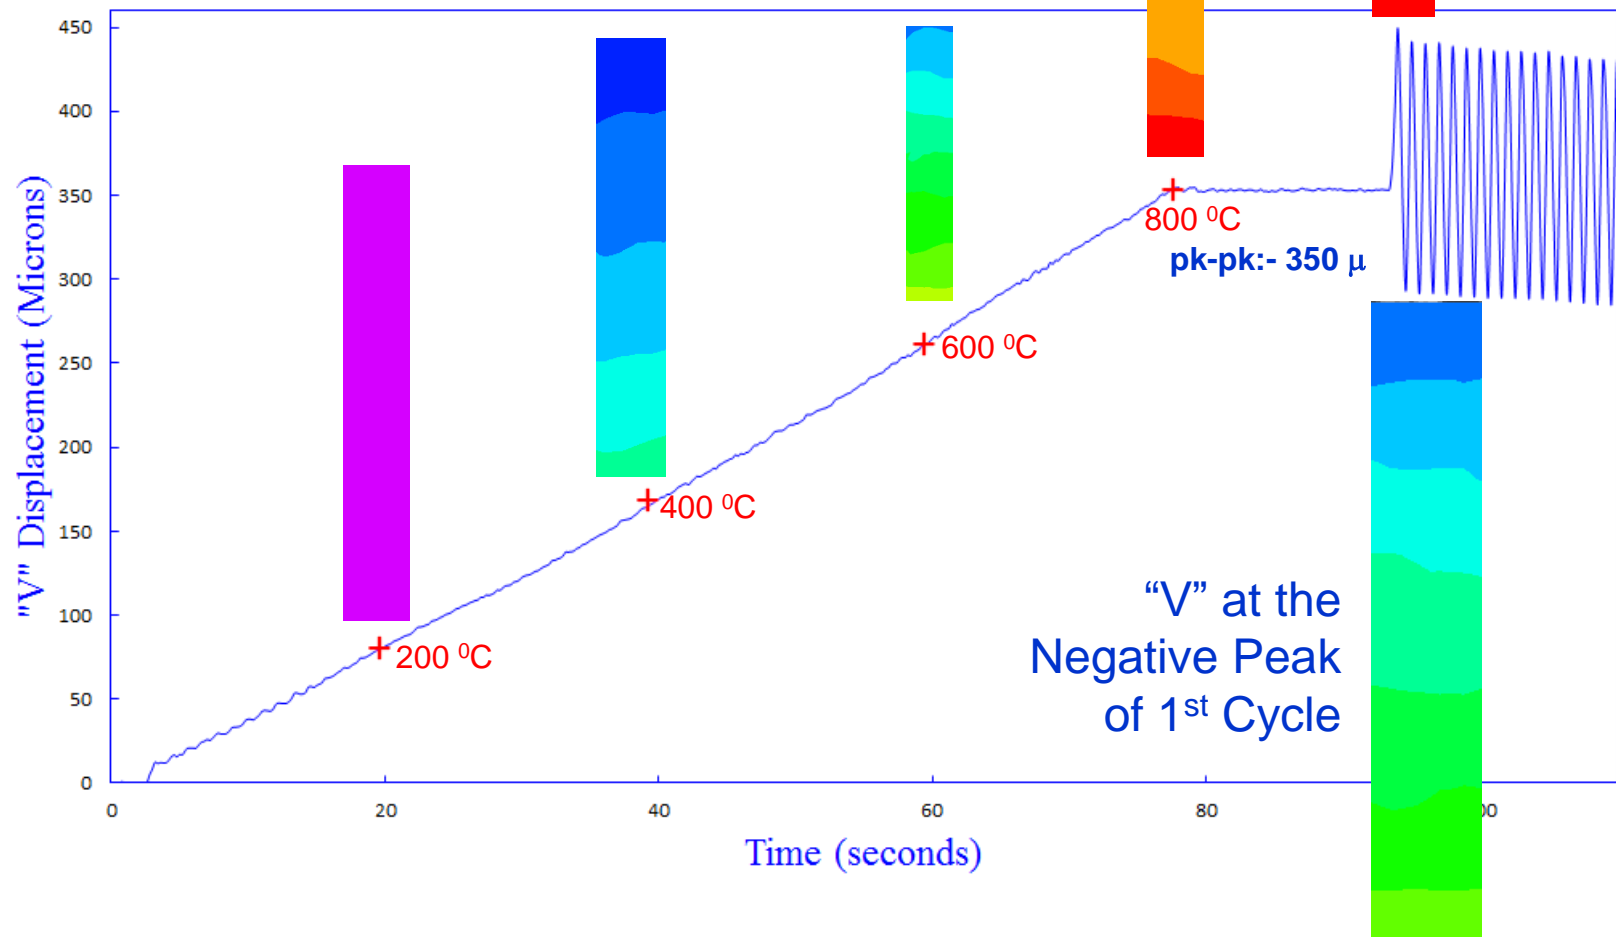 450
400
350
300
250
200
150
100
50
0
"V" Displacement (Microns)
800 ⁰C
pk-pk:- 350 μ
600 ⁰C
400 ⁰C
200 ⁰C
“V” at the
Negative Peak
of 1st Cycle
0 20 40 60 80
Time (seconds)